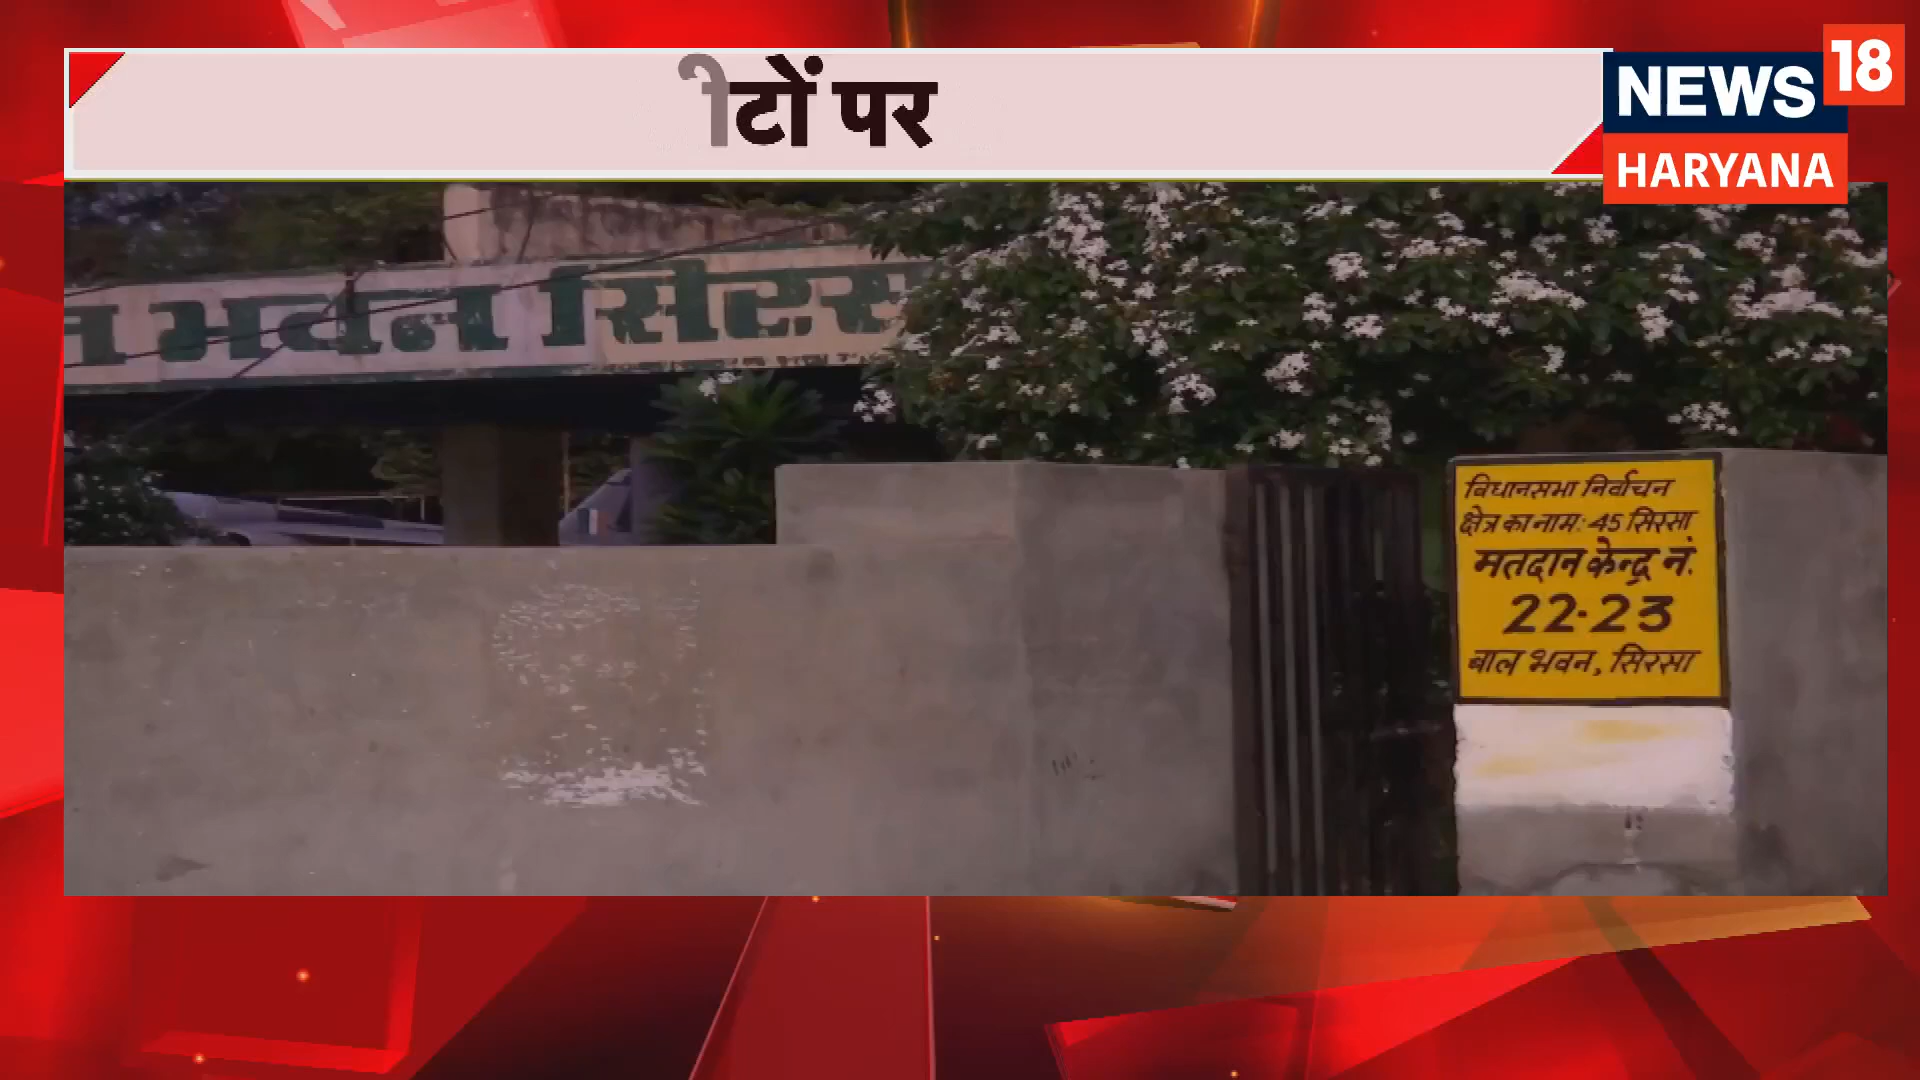 ीटों पर
NEWS 18
HARYANA
भवन सिरस
विधानसभा निर्वाचन
क्षेत्र का नाम: 45 सिरसा
मतदान केन्द्र नं.
22-23
बाल भवन, सिरसा